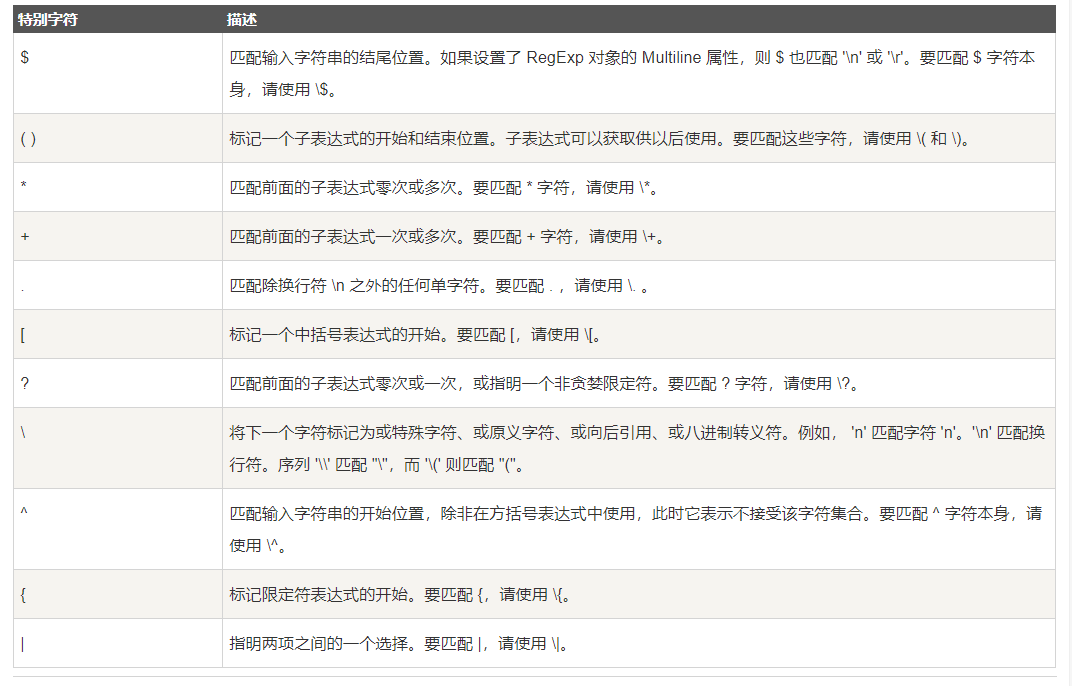 特别字符 描述
$ 匹配输入字符串的结尾位置。如果设置了 RegExp 对象的 Multiline 属性，则 $ 也匹配 '\n' 或 '\r'。要匹配 $ 字符本
身，请使用 \$。
( ) 标记一个子表达式的开始和结束位置。子表达式可以获取供以后使用。要匹配这些字符，请使用 \( 和 \)。
* 匹配前面的子表达式零次或多次。要匹配 * 字符，请使用 \*。
+ 匹配前面的子表达式一次或多次。要匹配 + 字符，请使用 \+。
. 匹配除换行符 \n 之外的任何单字符。要匹配 . ，请使用 \. 。
[ 标记一个中括号表达式的开始。要匹配 [，请使用 \[。
? 匹配前面的子表达式零次或一次，或指明一个非贪婪限定符。要匹配 ? 字符，请使用 \?。
\ 将下一个字符标记为或特殊字符、或原义字符、或向后引用、或八进制转义符。例如， 'n' 匹配字符 'n'。'\n' 匹配换
行符。序列 '\\' 匹配 "\"，而 '\(' 则匹配 "("。
^ 匹配输入字符串的开始位置，除非在方括号表达式中使用，此时它表示不接受该字符集合。要匹配 ^ 字符本身，请
使用 \^。
{ 标记限定符表达式的开始。要匹配 {，请使用 \{。
| 指明两项之间的一个选择。要匹配 |，请使用 \|。